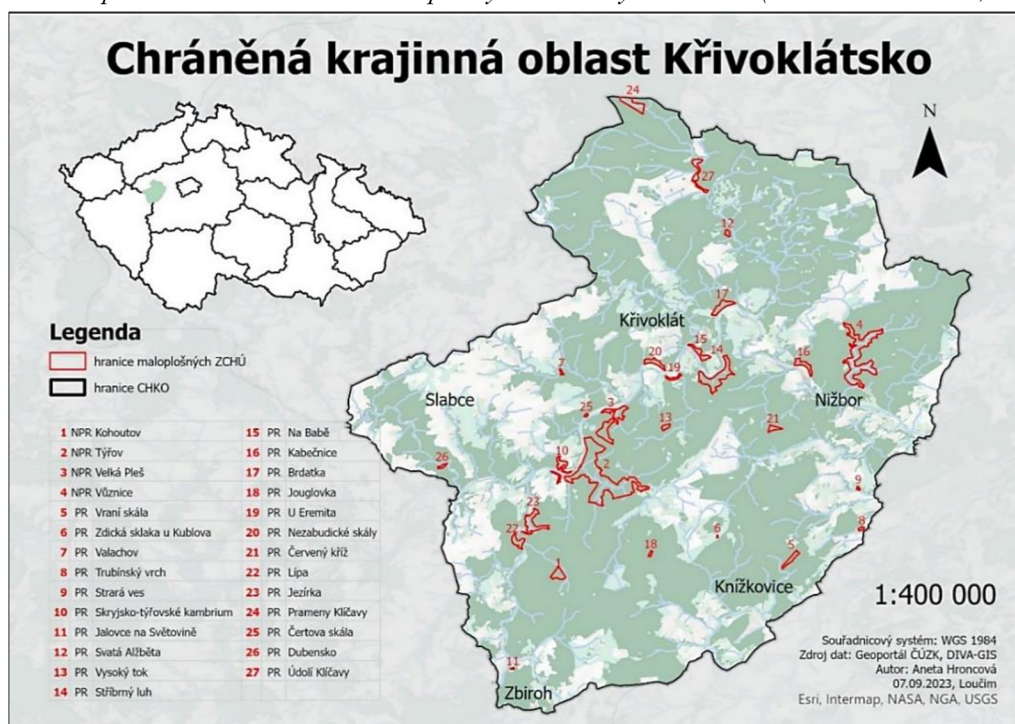 Chráněná krajinná oblast Křivoklátsko
N
Legenda
hranice maloplošných ZCHÚ
hranice CHKO
1 NPR Kohoutov
2 NPR Týřov
3 NPR Velká Pleš
4 NPR Vůznice
5 PR Vraní skála
6 PR Zdická sklaka u Kublova
7 PR Valachov
8 PR Trubínský vrch
9 PR Strará ves
10 PR Skryjsko-týřovské kambrium
11 PR Jalovce na Světovině
12 PR Svatá Alžběta
13 PR Vysoký tok
14 PR Stříbrný luh
15 PR Na Babě
16 PR Kabečnice
17 PR Brdatka
18 PR Jouglovka
19 PR U Eremita
20 PR Nezabudické skály
21 PR Červený kříž
22 PR Lípa
23 PR Jezírka
24 PR Prameny Klíčavy
25 PR Čertova skála
26 PR Dubensko
27 PR Údolí Klíčavy
24
27
12
17
Křivoklát
15
14
4
20
19
16
7
Slabce
Nižbor
3
25
13
21
10
2
26
9
23
22
6
8
18
5
1
Knížkovice
11
Zbiroh
1:400 000
Souřadnicový systém: WGS 1984
Zdroj dat: Geoportál ČÚZK, DIVA-GIS
Autor: Aneta Hroncová
07.09.2023, Loučim
Esri, Intermap, NASA, NGA, USGS